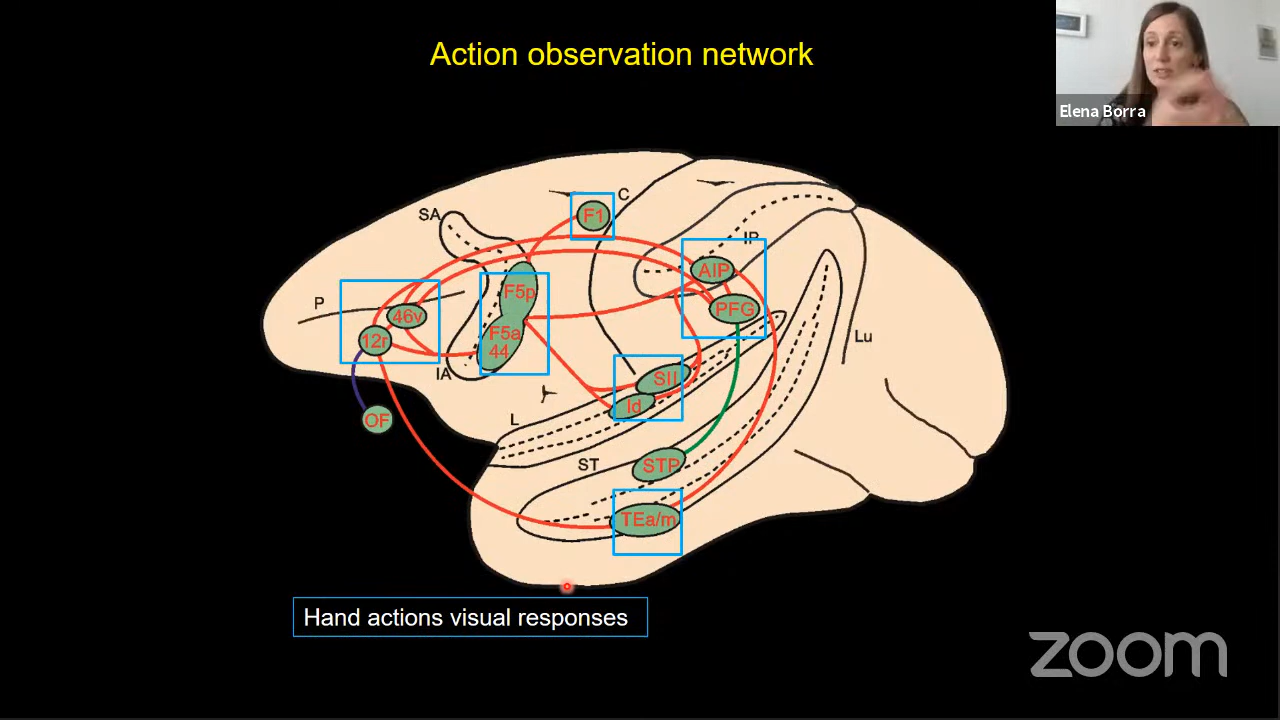 Action observation network
Elena Borra
SA
F1
C
IP
AIP
P
46v
F5p
PFG
12r
F5a
44
Lu
IA
SII
OF
L
Id
ST
STP
TEa/m
Hand actions visual responses
zoom